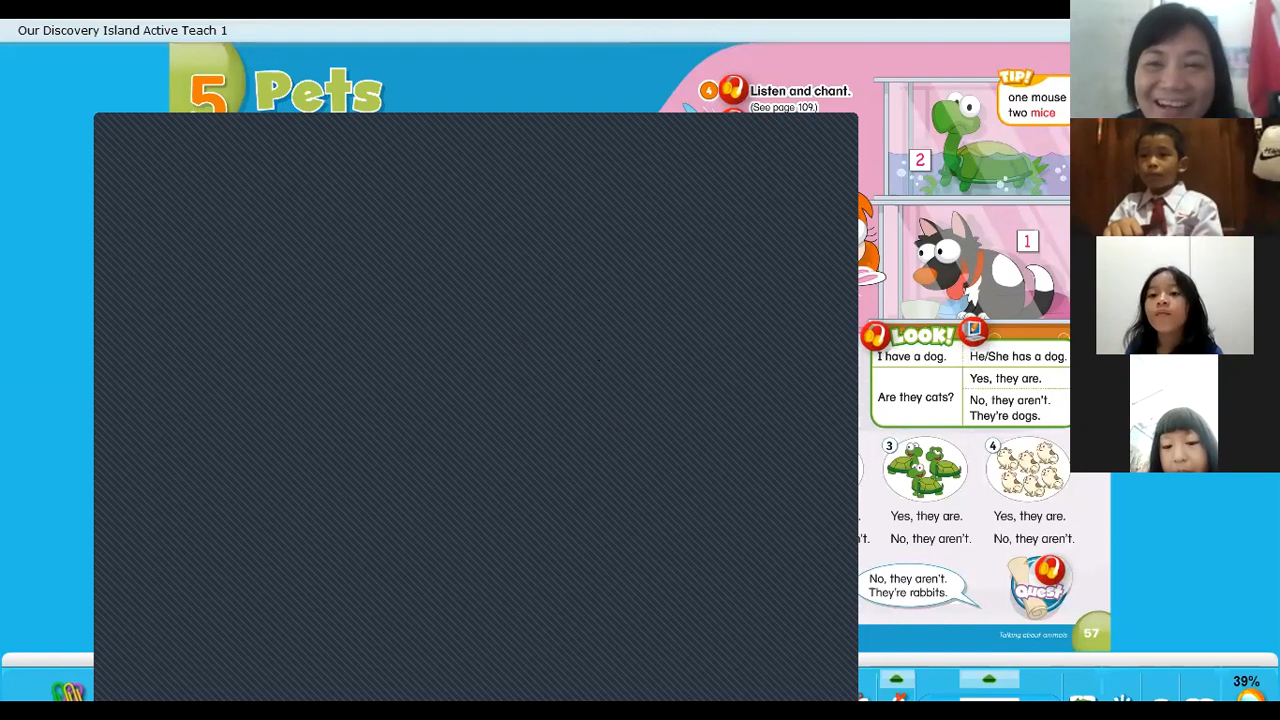 Our Discovery Island Active Teach 1
5 Pets
4 Listen and chant.
(See page 109.)
TIP!
one mouse
two mice
2
1
LOOK!
I have a dog.
He/She has a dog.
Are they cats?
Yes, they are.
No, they aren't.
They're dogs.
3
4
Yes, they are.
Yes, they are.
No, they aren't.
No, they aren't.
No, they aren't.
They're rabbits.
Quest
Talking about animals
57
39%